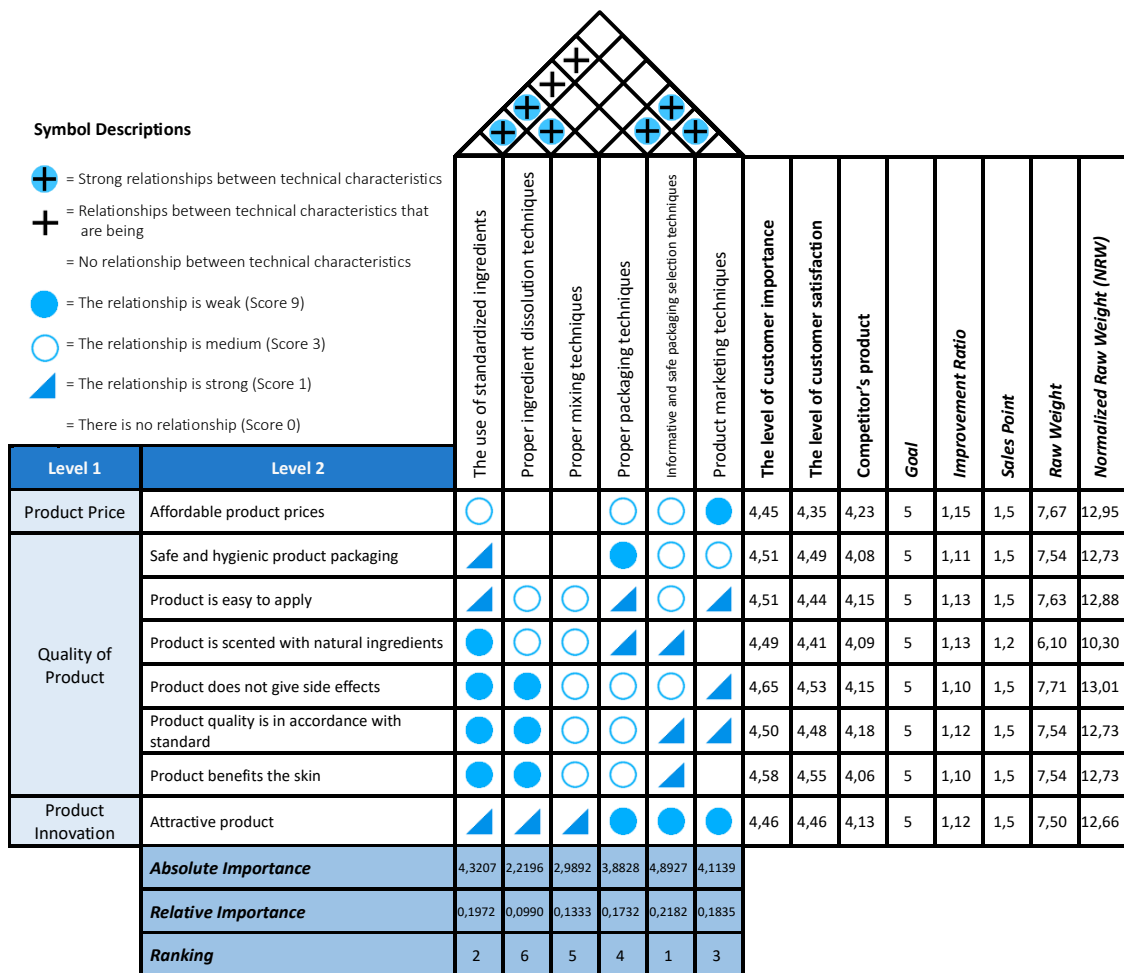 Symbol Descriptions
= Strong relationships between technical characteristics
= Relationships between technical characteristics that
are being
= No relationship between technical characteristics
= The relationship is weak (Score 9)
= The relationship is medium (Score 3)
= The relationship is strong (Score 1)
= There is no relationship (Score 0)
The use of standardized ingredients
Proper ingredient dissolution techniques
Proper mixing techniques
Proper packaging techniques
Informative and safe packaging selection techniques
Product marketing techniques
The level of customer importance
The level of customer satisfaction
Competitor's product
Goal
Improvement Ratio
Sales Point
Raw Weight
Normalized Raw Weight (NRW)
Level 1 Level 2
Product Price Affordable product prices 4,45 4,35 4,23 5 1,15 1,5 7,67 12,95
Safe and hygienic product packaging 4,51 4,49 4,08 5 1,11 1,5 7,54 12,73
Product is easy to apply 4,51 4,44 4,15 5 1,13 1,5 7,63 12,88
Quality of
Product
Product is scented with natural ingredients 4,49 4,41 4,09 5 1,13 1,2 6,10 10,30
Product does not give side effects 4,65 4,53 4,15 5 1,10 1,5 7,71 13,01
Product quality is in accordance with
standard 4,50 4,48 4,18 5 1,12 1,5 7,54 12,73
Product benefits the skin 4,58 4,55 4,06 5 1,10 1,5 7,54 12,73
Product
Innovation
Attractive product 4,46 4,46 4,13 5 1,12 1,5 7,50 12,66
Absolute Importance 4,3207 2,2196 2,9892 3,8828 4,8927 4,1139
Relative Importance 0,1972 0,0990 0,1333 0,1732 0,2182 0,1835
Ranking 2 6 5 4 1 3